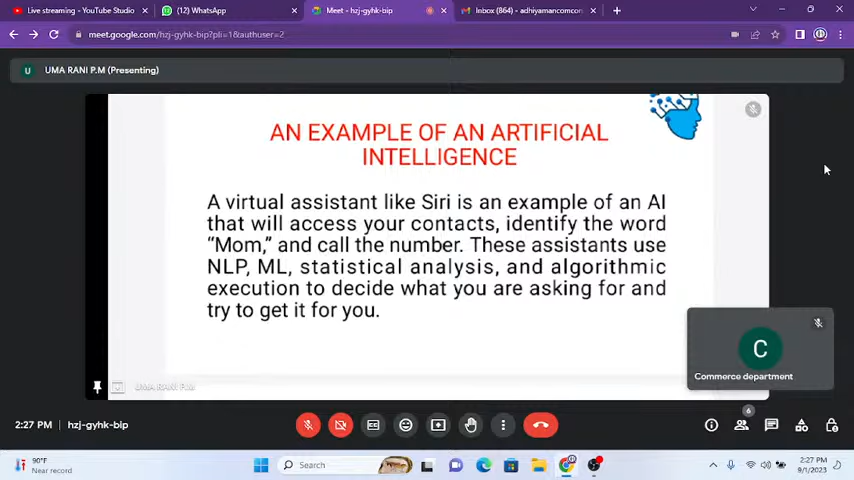 Live streaming - YouTube Studio
(12) WhatsApp
Meet – hzj-gyhk-bip
Inbox (864) - adhiyamancomcor
meet.google.com/hzj-gyhk-bip?pli=1&authuser=2
U
UMA RANI P.M (Presenting)
AN EXAMPLE OF AN ARTIFICIAL
INTELLIGENCE
A virtual assistant like Siri is an example of an AI
that will access your contacts, identify the word
“Mom,” and call the number. These assistants use
NLP, ML, statistical analysis, and algorithmic
execution to decide what you are asking for and
try to get it for you.
UMA RANI P.M
C
Commerce department
2:27 PM
hzj-gyhk-bip
6
90°F
Near record
Search
2:27 PM
9/1/2023